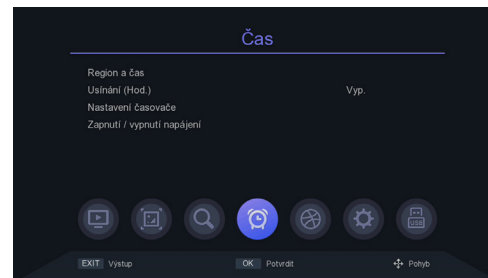 Čas
Region a čas
Usínání (Hod.) Vyp.
Nastavení časovače
Zapnutí / vypnutí napájení
USB
EXIT Výstup OK Potvrdit Pohyb